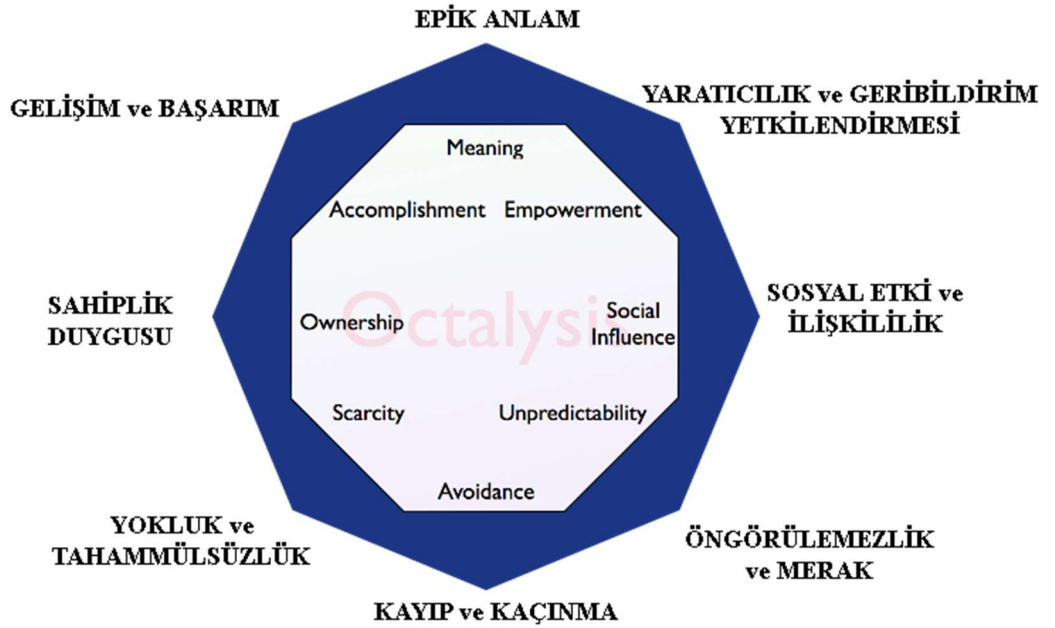 EPİK ANLAM
GELİŞİM ve BAŞARIM
YARATICILIK ve GERİBİLDİRİM
YETKİLENDİRMESİ
Meaning
Accomplishment
Empowerment
SAHİPLİK
DUYGUSU
Ownership
Octalysis
Social
Influence
SOSYAL ETKİ ve
İLİŞKİLİLİK
Scarcity
Unpredictability
Avoidance
YOKLUK ve
TAHAMMÜLSÜZLÜK
ÖNGÖRÜLEMEZLİK
ve MERAK
KAYIP ve KAÇINMA